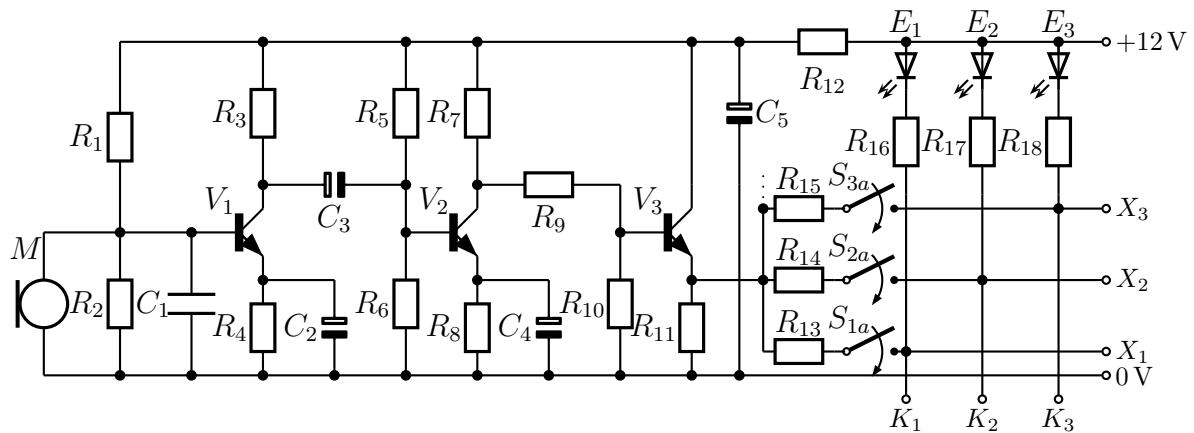 E1 E2 E3
+12 V
R12
R1 R3 R5 R7 C5
R16 R17 R18
V1 C3 V2 R9 V3 R15 S3a
X3
M
R14 S2a
X2
R2 C1 R4 C2 R6 R8 C4 R10 R11
R13 S1a
X1
0 V
K1 K2 K3